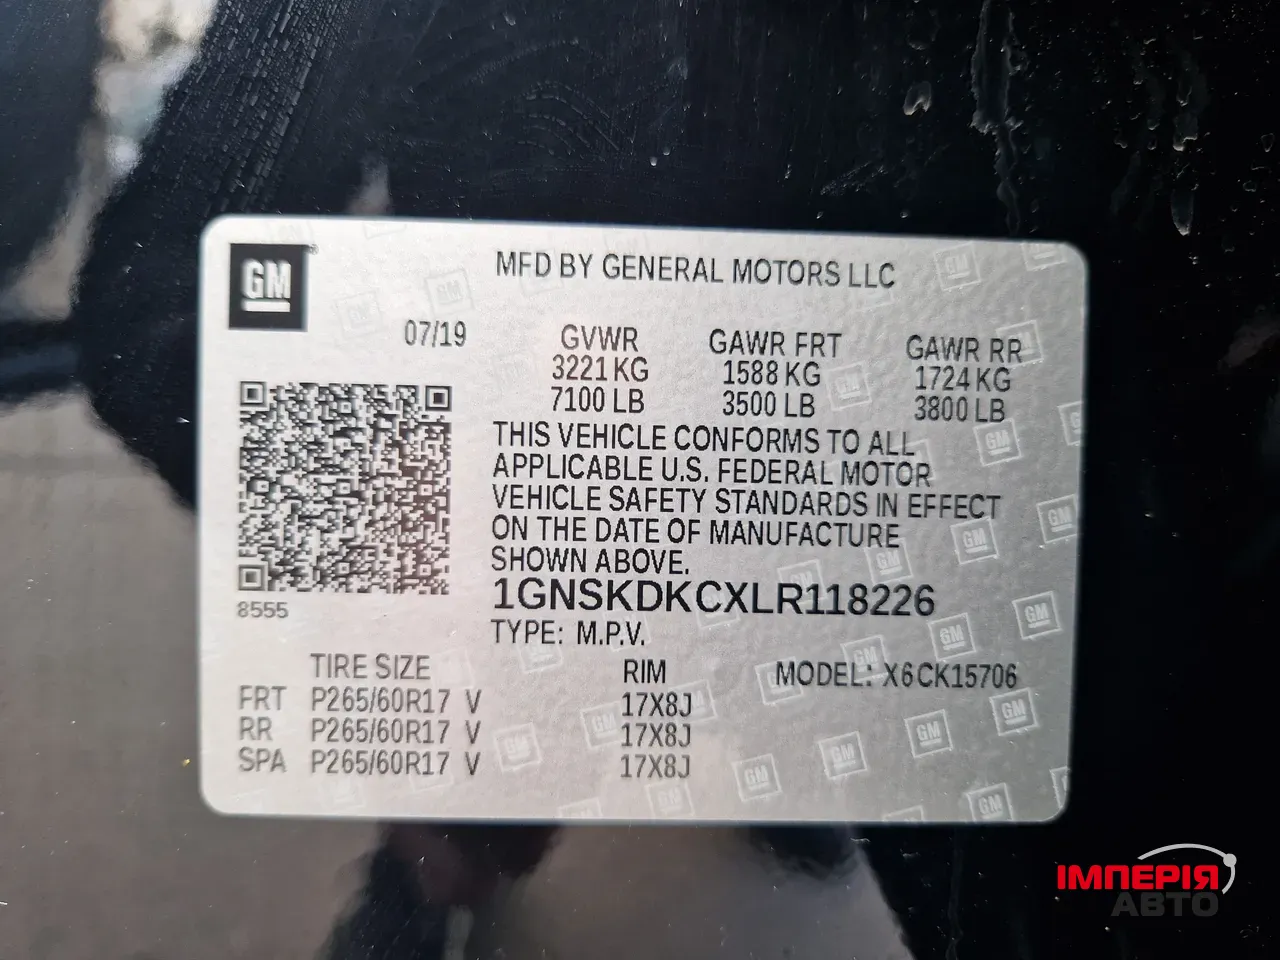 GM
MFD BY GENERAL MOTORS LLC
07/19
GVWR GAWR FRT GAWR RR
3221 KG 1588 KG 1724 KG
7100 LB 3500 LB 3800 LB
THIS VEHICLE CONFORMS TO ALL
APPLICABLE U.S. FEDERAL MOTOR
VEHICLE SAFETY STANDARDS IN EFFECT
ON THE DATE OF MANUFACTURE
SHOWN ABOVE.
8555
1GNSKDKCXLR118226
TYPE: M.P.V.
TIRE SIZE RIM MODEL: X6CK15706
FRT P265/60R17 V 17X8J
RR P265/60R17 V 17X8J
SPA P265/60R17 V 17X8J
ІМПЕРІЯ
АВТО